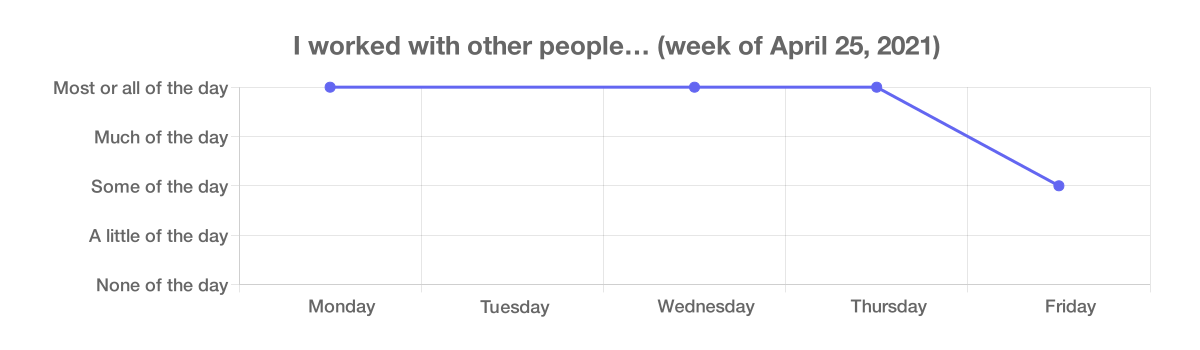 I worked with other people… (week of April 25, 2021)
Most or all of the day
Much of the day
Some of the day
A little of the day
None of the day
Monday Tuesday Wednesday Thursday Friday